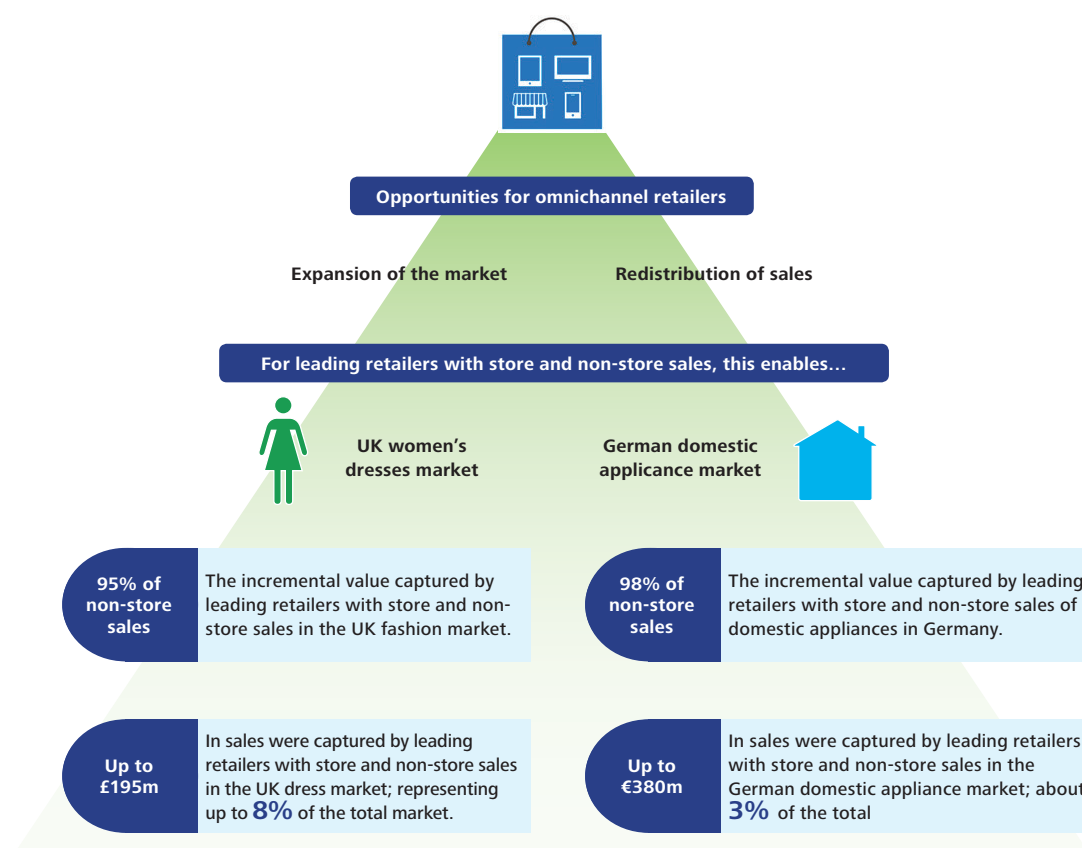 Opportunities for omnichannel retailers
Expansion of the market
Redistribution of sales
For leading retailers with store and non-store sales, this enables…
UK women’s
dresses market
German domestic
applicance market
95% of
non-store
sales
The incremental value captured by
leading retailers with store and non-
store sales in the UK fashion market.
98% of
non-store
sales
The incremental value captured by leading
retailers with store and non-store sales of
domestic appliances in Germany.
Up to
£195m
In sales were captured by leading
retailers with store and non-store sales
in the UK dress market; representing
up to 8% of the total market.
Up to
€380m
In sales were captured by leading retailers
with store and non-store sales in the
German domestic appliance market; about
3% of the total